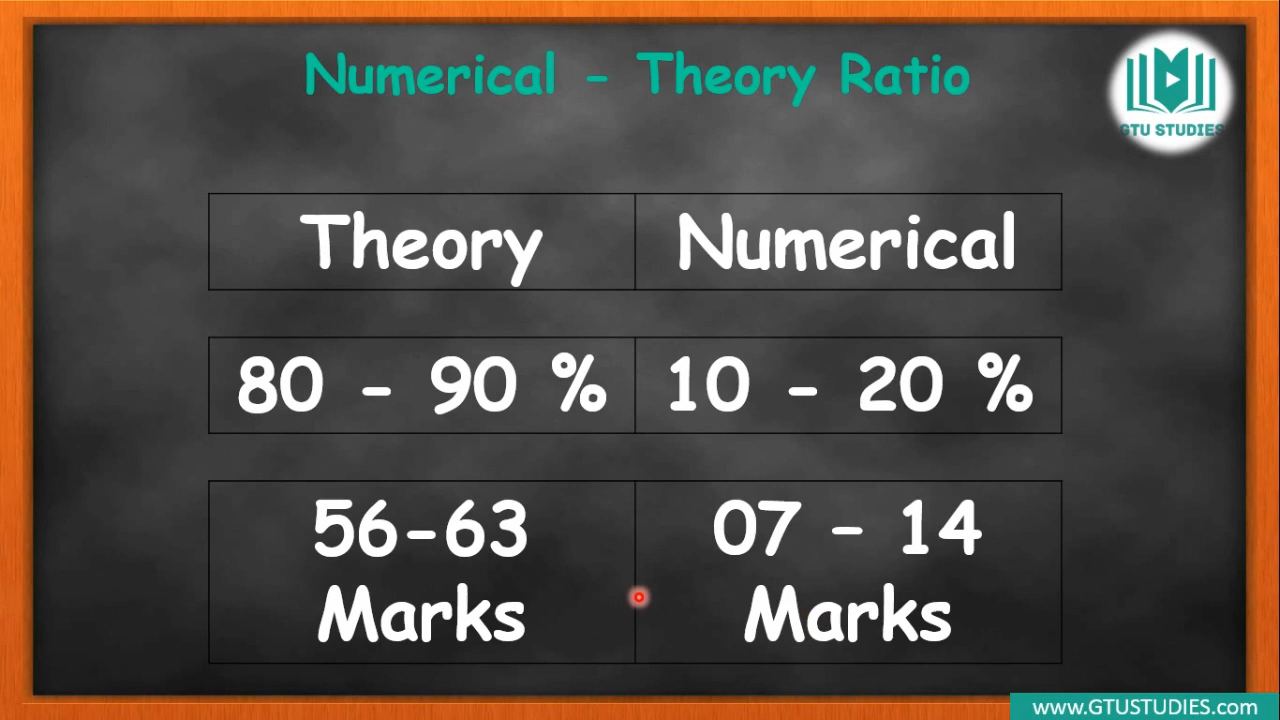 Numerical - Theory Ratio
GTU STUDIES
Theory Numerical
80 - 90 % 10 - 20 %
56-63 07 – 14
Marks Marks
www.GTUSTUDIES.com